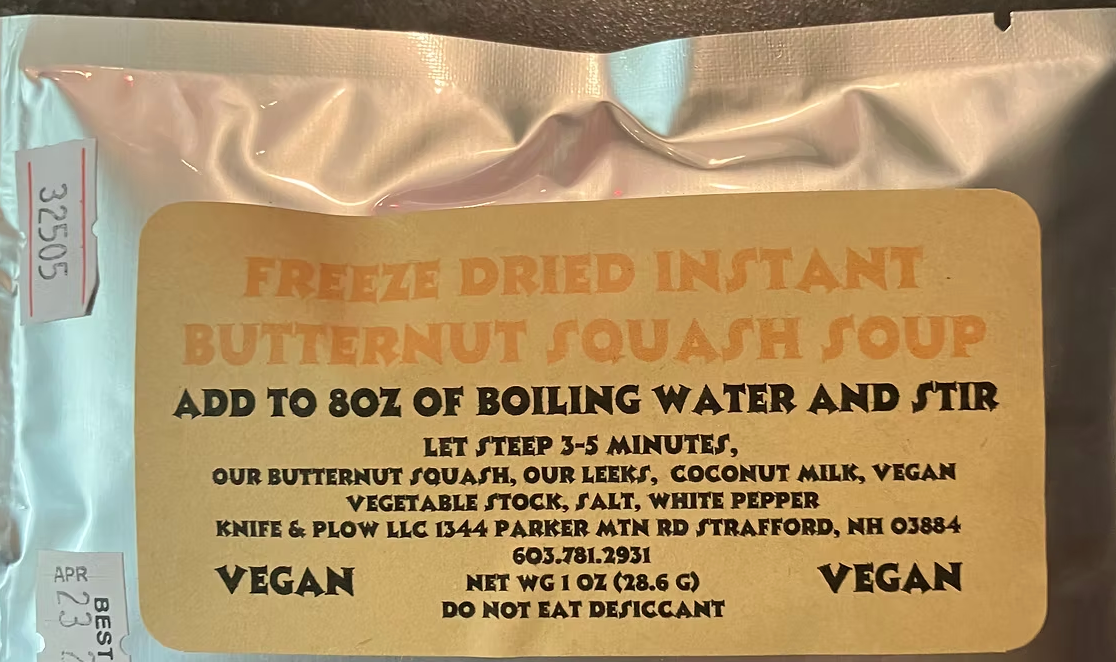 32505
FREEZE DRIED INSTANT
BUTTERNUT SQUASH SOUP
ADD TO 8OZ OF BOILING WATER AND STIR
LET STEEP 3-5 MINUTES,
OUR BUTTERNUT SQUASH, OUR LEEKS, COCONUT MILK, VEGAN
VEGETABLE STOCK, SALT, WHITE PEPPER
KNIFE & PLOW LLC 1344 PARKER MTN RD STRAFFORD, NH 03884
603.781.2931
VEGAN NET WG 1 OZ (28.6 G) VEGAN
DO NOT EAT DESICCANT
BEST
APR
23